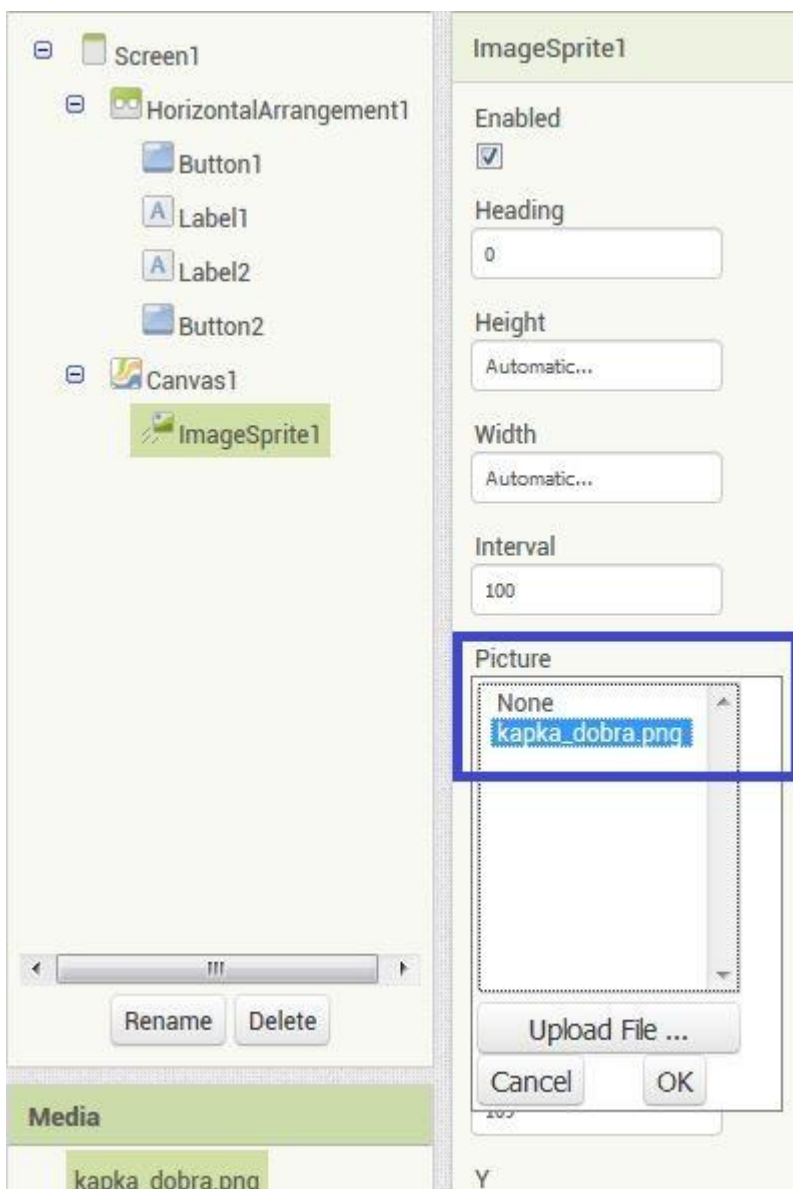 Screen1
HorizontalArrangement1
Button1
Label1
Label2
Button2
Canvas1
ImageSprite1
Rename
Delete
Media
kapka_dobra.png
ImageSprite1
Enabled
Heading
0
Height
Automatic...
Width
Automatic...
Interval
100
Picture
None
kapka_dobra.png
Upload File ...
Cancel
OK
Y